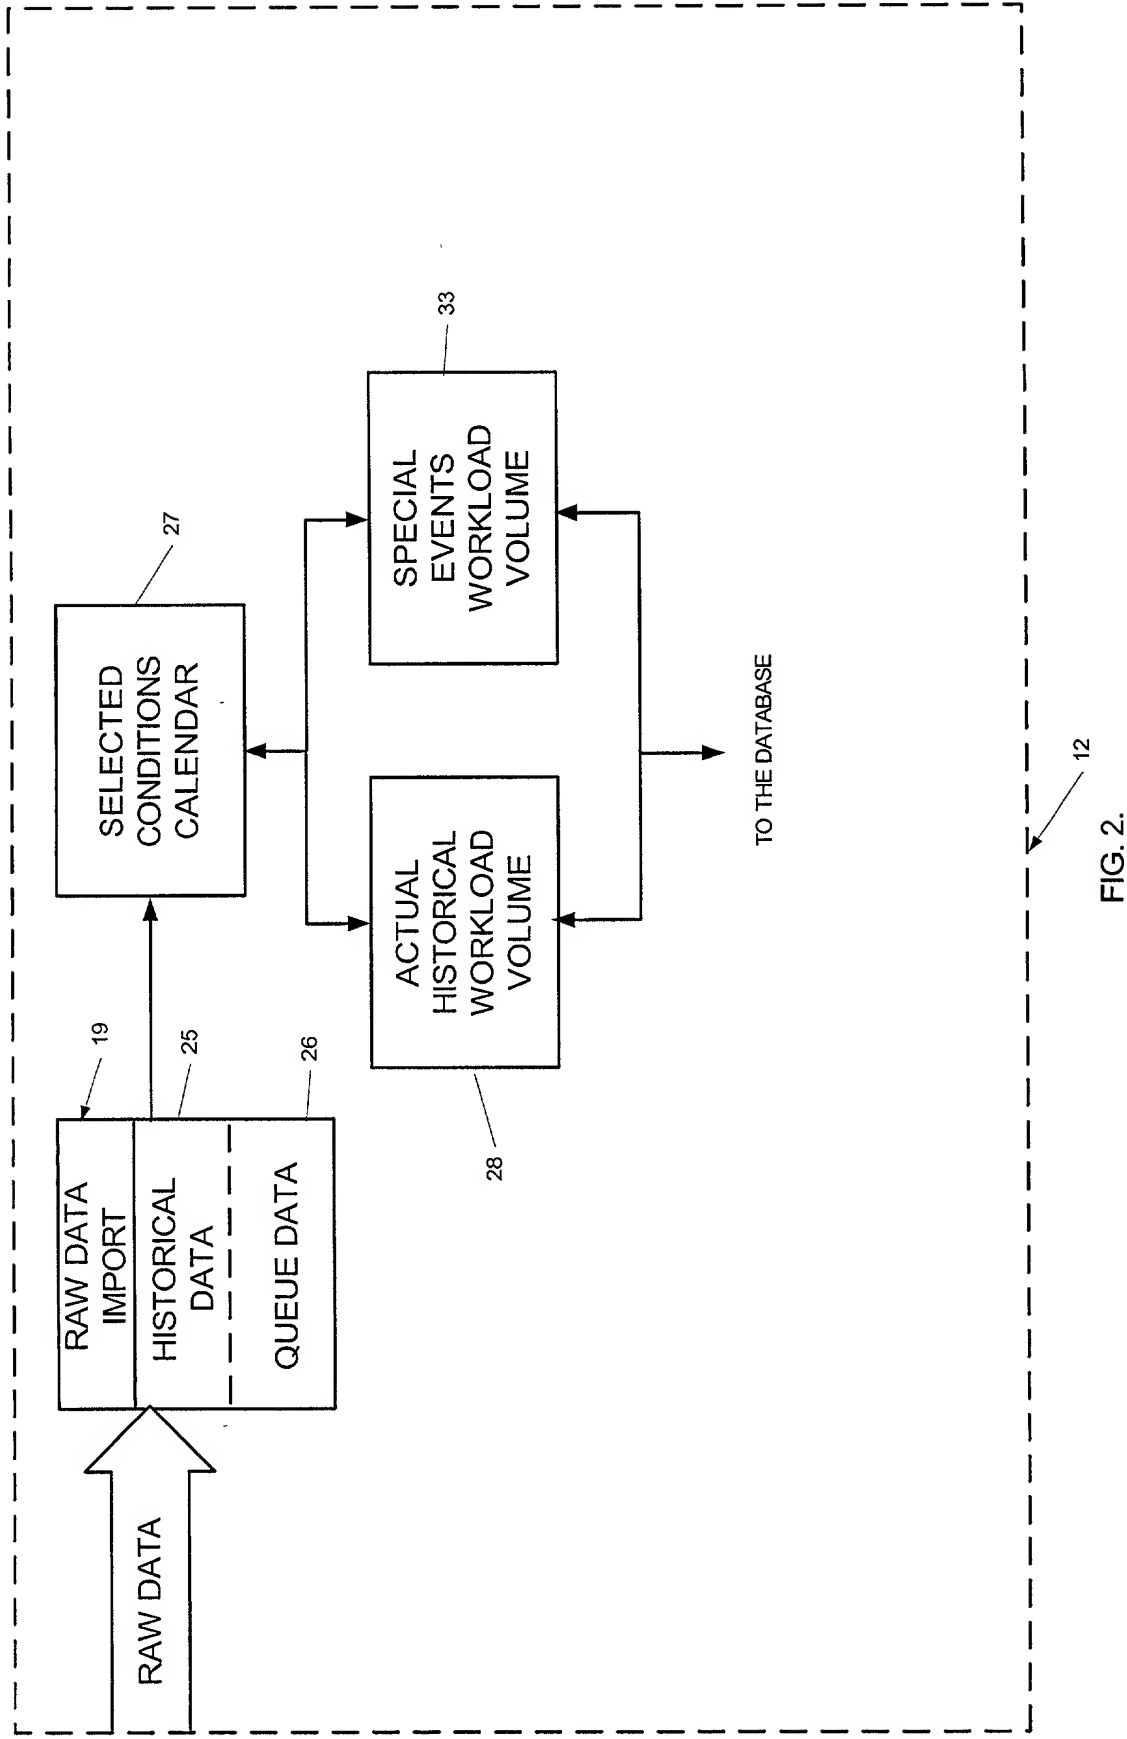 RAW DATA
RAW DATA
IMPORT
19
HISTORICAL
DATA
25
QUEUE DATA
26
SELECTED
CONDITIONS
CALENDAR
27
ACTUAL
HISTORICAL
WORKLOAD
VOLUME
28
SPECIAL
EVENTS
WORKLOAD
VOLUME
33
TO THE DATABASE
12
FIG. 2.